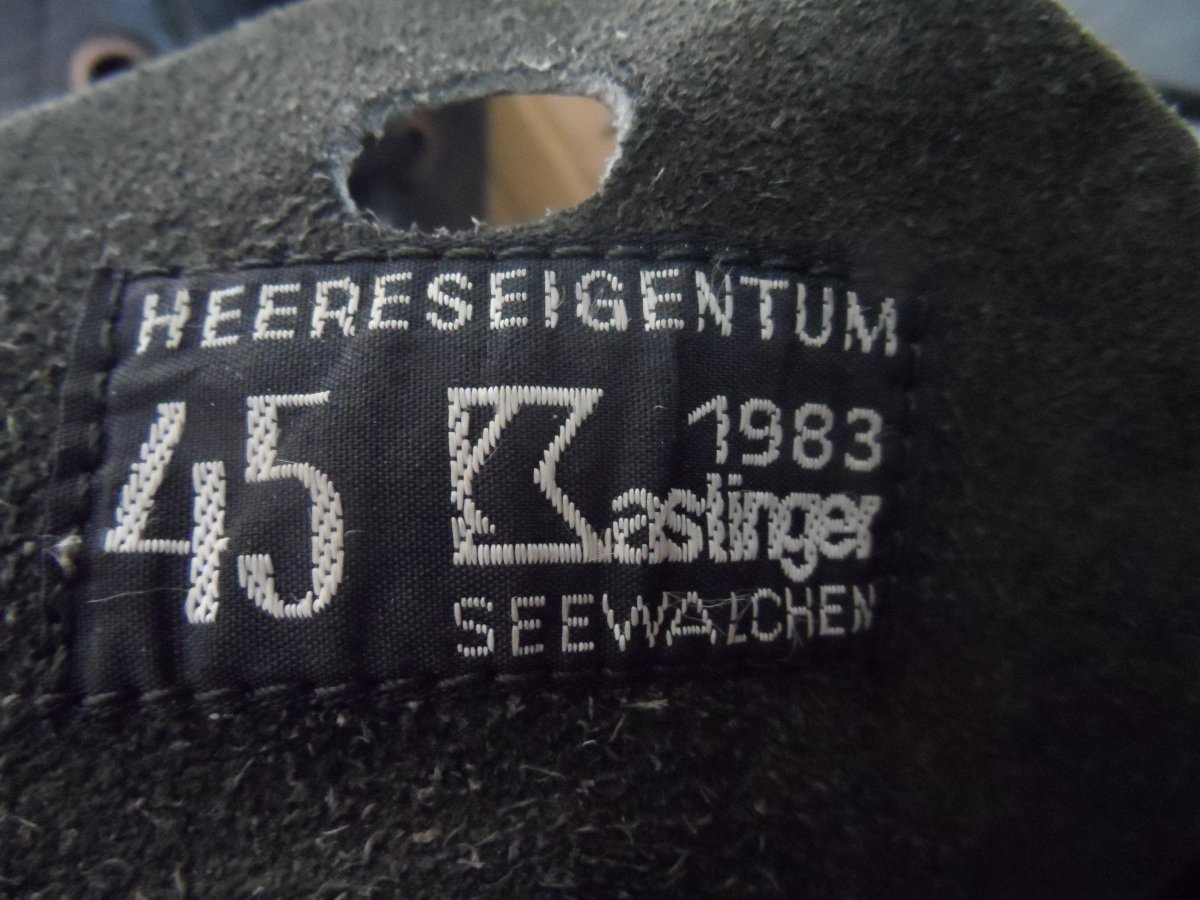 HEERESEIGENTUM
45
1983
Kastinger
SEEWALCHEN